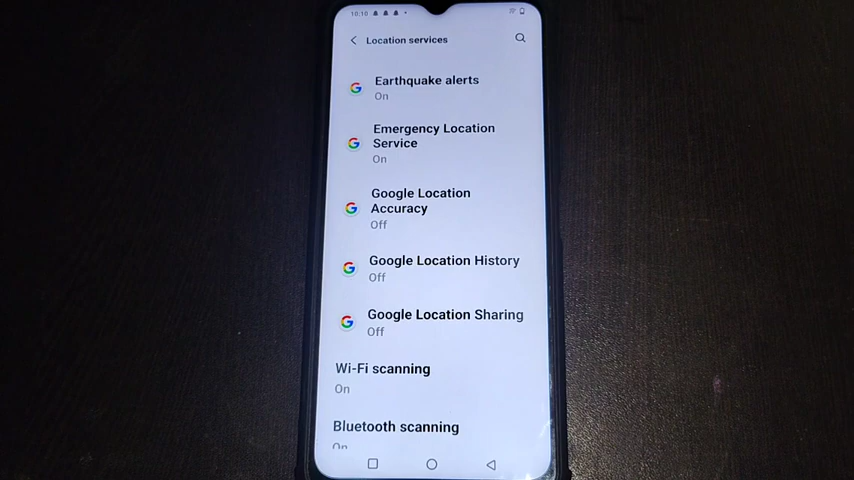 10:10
Location services
Earthquake alerts
On
Emergency Location
Service
On
Google Location
Accuracy
Off
Google Location History
Off
Google Location Sharing
Off
Wi-Fi scanning
On
Bluetooth scanning
On